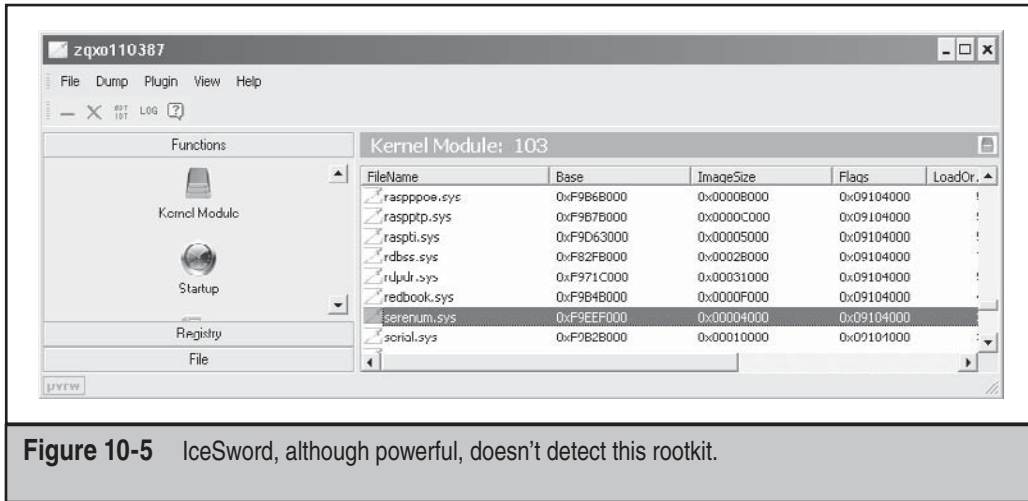 zqxo110387
File Dump Plugin View Help
LOG
Functions
Kernel Module: 103
FileName Base ImageSize Flags LoadOr.
Kernel Module
Startup
Registry
File
raspppoe.sys 0xF9B6B000 0x0000B000 0x09104000
raspptp.sys 0xF9B7B000 0x0000C000 0x09104000
raspti.sys 0xF9D63000 0x00005000 0x09104000
rdbss.sys 0xF82FB000 0x0002B000 0x09104000
rdpdr.sys 0xF971C000 0x00031000 0x09104000
redbook.sys 0xF9B4B000 0x0000F000 0x09104000
serenum.sys 0xF9EEF000 0x00004000 0x09104000
serial.sys 0xF9B2B000 0x00010000 0x09104000
Figure 10-5 IceSword, although powerful, doesn’t detect this rootkit.